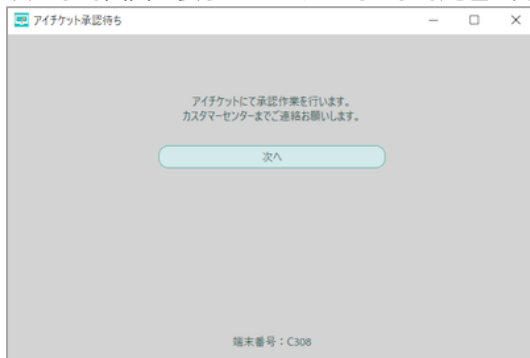 アイチケット承認待ち
アイチケットにて承認作業を行います。
カスタマーセンターまでご連絡お願いします。
次へ
端末番号：C308